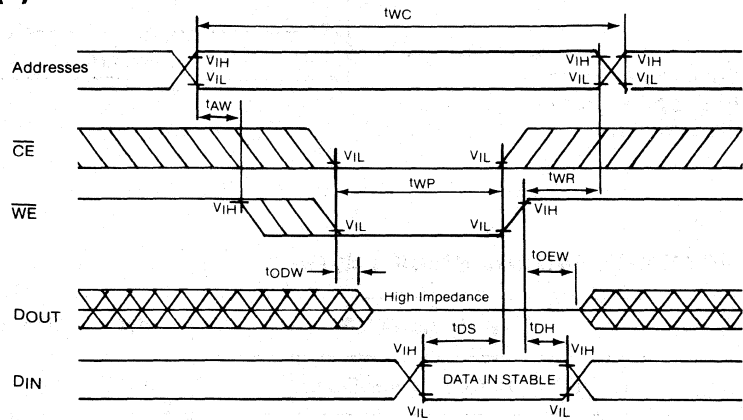 tWC
Addresses
VIH
VIL
VIH
VIL
VIH
VIL
tAW
CE
VIL
VIL
tWP
tWR
WE
VIH
VIL
VIL
VIH
tODW
tOEW
DOUT
High Impedance
tDS
tDH
DIN
VIH
VIL
DATA IN STABLE
VIH
VIL